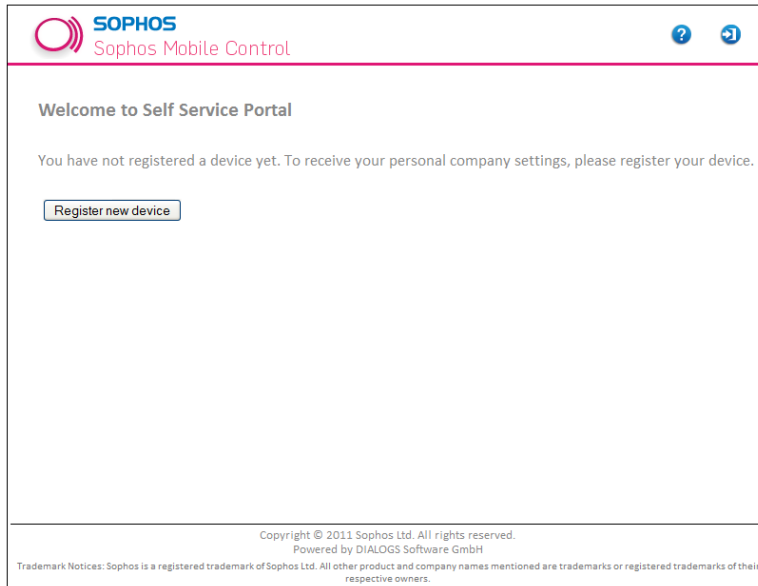 SOPHOS
Sophos Mobile Control
Welcome to Self Service Portal
You have not registered a device yet. To receive your personal company settings, please register your device.
Register new device
Copyright © 2011 Sophos Ltd. All rights reserved.
Powered by DIALOGS Software GmbH
Trademark Notices: Sophos is a registered trademark of Sophos Ltd. All other product and company names mentioned are trademarks or registered trademarks of their
respective owners.